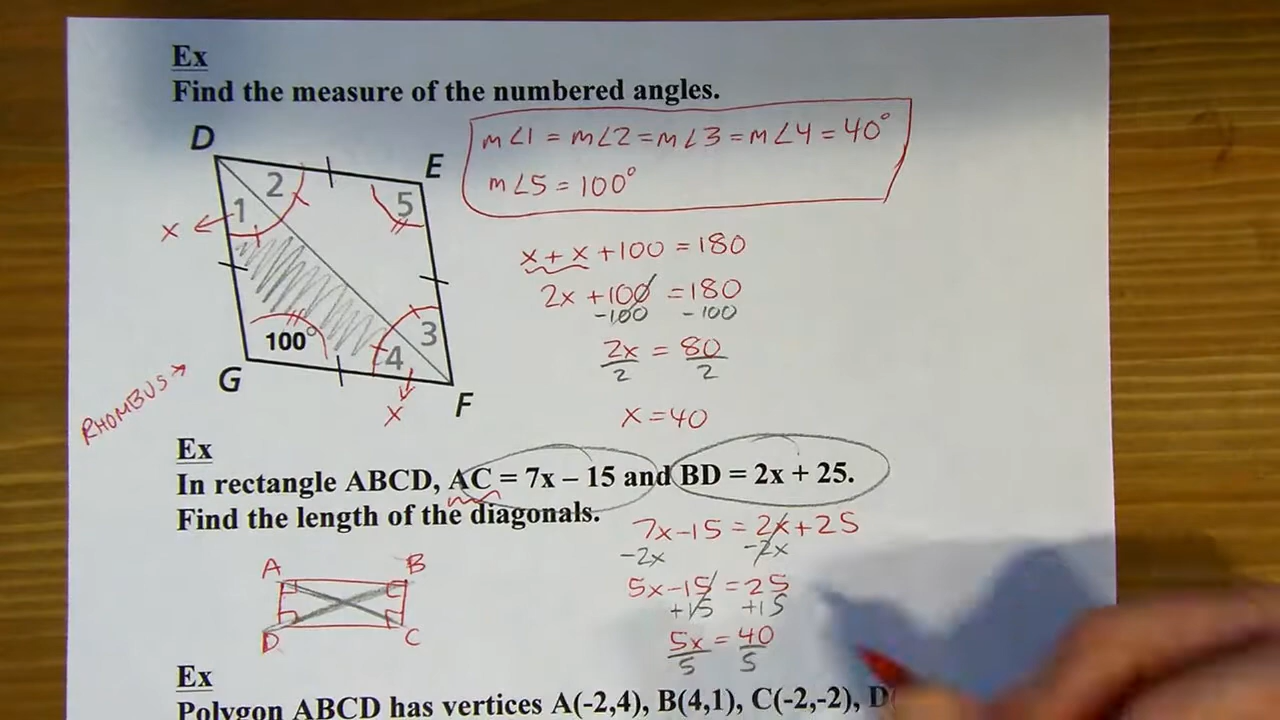 Ex
Find the measure of the numbered angles.
m∠1 = m∠2 = m∠3 = m∠4 = 40°
m∠5 = 100°
D
E
2
5
1
x
3
100°
4
G
F
x
RHOMBUS
x + x + 100 = 180
2x + 100 = 180
-100 -100
2x = 80
2 2
x = 40
Ex
In rectangle ABCD, AC = 7x – 15 and BD = 2x + 25.
Find the length of the diagonals.
7x-15 = 2x+25
-2x -2x
5x-15 = 25
+15 +15
5x = 40
5 5
A
B
D
C
Ex
Polygon ABCD has vertices A(-2,4), B(4,1), C(-2,-2), D(